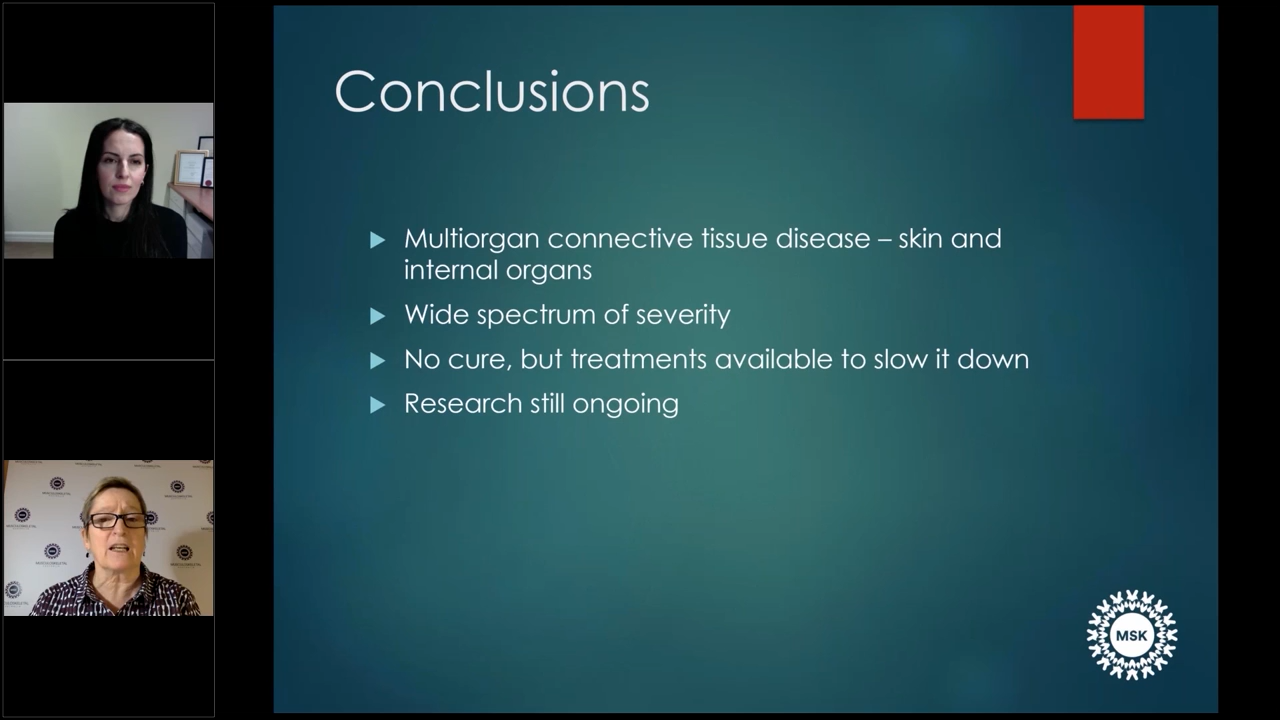 Conclusions
Multiorgan connective tissue disease – skin and
internal organs
Wide spectrum of severity
No cure, but treatments available to slow it down
Research still ongoing
MSK